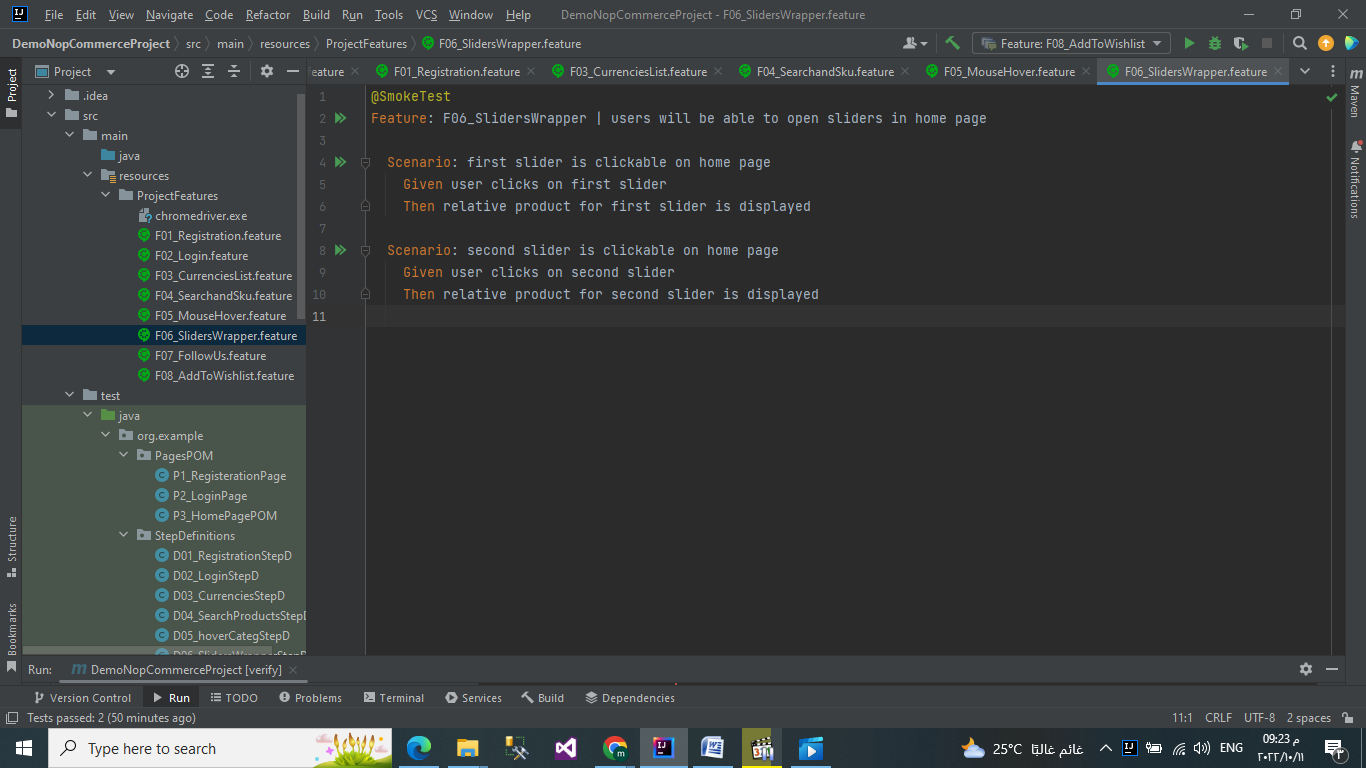 File Edit View Navigate Code Refactor Build Run Tools VCS Window Help DemoNopCommerceProject - F06_SlidersWrapper.feature
DemoNopCommerceProject src main resources ProjectFeatures F06_SlidersWrapper.feature Feature: F08_AddToWishlist
Project eature F01_Registration.feature F03_CurrenciesList.feature F04_SearchandSku.feature F05_MouseHover.feature F06_SlidersWrapper.feature
Project
Structure
Bookmarks
.idea
src
main
java
resources
ProjectFeatures
chromedriver.exe
F01_Registration.feature
F02_Login.feature
F03_CurrenciesList.feature
F04_SearchandSku.feature
F05_MouseHover.feature
F06_SlidersWrapper.feature
F07_FollowUs.feature
F08_AddToWishlist.feature
test
java
org.example
PagesPOM
P1_RegisterationPage
P2_LoginPage
P3_HomePagePOM
StepDefinitions
D01_RegistrationStepD
D02_LoginStepD
D03_CurrenciesStepD
D04_SearchProductsStepD
D05_hoverCategStepD
D06_SlidersWrapperStepD
1 @SmokeTest
2 Feature: F06_SlidersWrapper | users will be able to open sliders in home page
3
4 Scenario: first slider is clickable on home page
5 Given user clicks on first slider
6 Then relative product for first slider is displayed
7
8 Scenario: second slider is clickable on home page
9 Given user clicks on second slider
10 Then relative product for second slider is displayed
11
m Maven
Notifications
Run: m DemoNopCommerceProject [verify]
Version Control Run TODO Problems Terminal Services Build Dependencies
Tests passed: 2 (50 minutes ago) 11:1 CRLF UTF-8 2 spaces
Type here to search 25°C غائم غالبًا ENG 09:23 م
٢٠٢٢/١٠/١١
٣